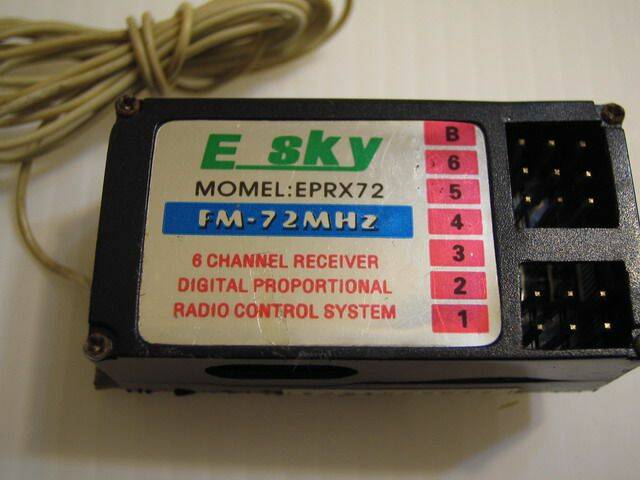 E_sky
MOMEL:EPRX72
FM-72MHz
6 CHANNEL RECEIVER
DIGITAL PROPORTIONAL
RADIO CONTROL SYSTEM
B
6
5
4
3
2
1